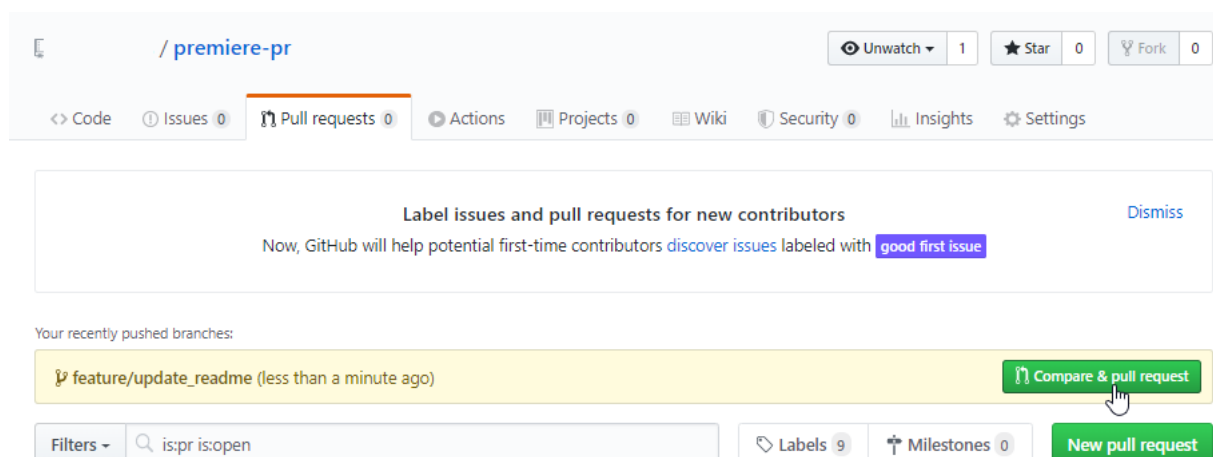 / premiere-pr Unwatch 1 Star 0 Fork 0
<> Code Issues 0 Pull requests 0 Actions Projects 0 Wiki Security 0 Insights Settings
Label issues and pull requests for new contributors Dismiss
Now, GitHub will help potential first-time contributors discover issues labeled with good first issue
Your recently pushed branches:
feature/update_readme (less than a minute ago) Compare & pull request
Filters is:pr is:open Labels 9 Milestones 0 New pull request